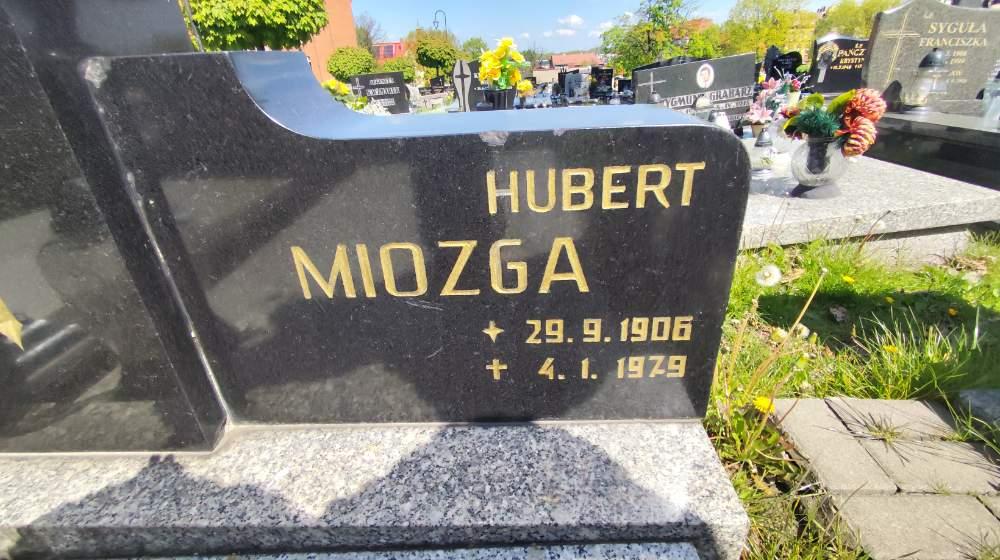 HUBERT
MIOZGA
✦ 29. 9. 1906
✝ 4. 1. 1979
SYGUŁA
FRANCISZKA